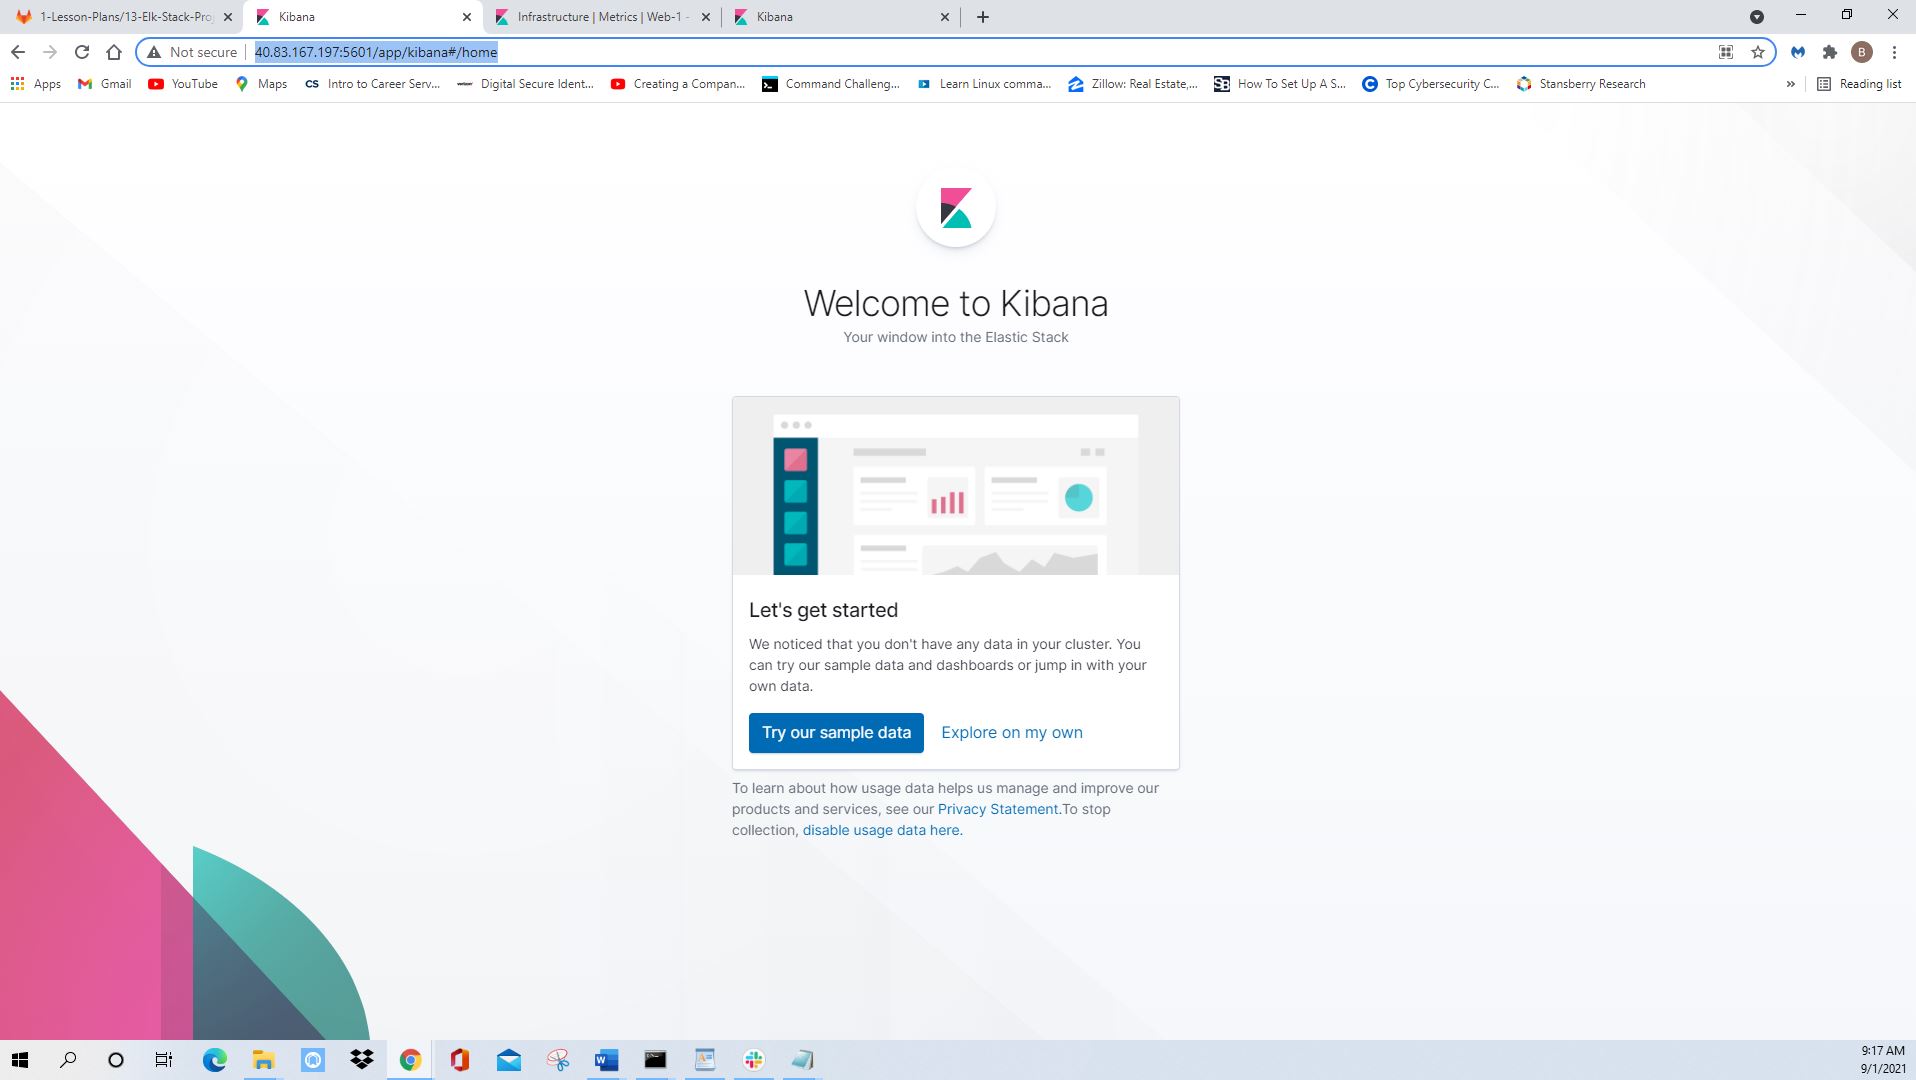 1-Lesson-Plans/13-Elk-Stack-Proj
Kibana
Infrastructure | Metrics | Web-1 -
Kibana
Not secure
40.83.167.197:5601/app/kibana#/home
B
Apps
Gmail
YouTube
Maps
CS Intro to Career Serv...
Digital Secure Ident...
Creating a Compan...
Command Challeng...
Learn Linux comma...
Zillow: Real Estate,...
SB How To Set Up A S...
Top Cybersecurity C...
Stansberry Research
»
Reading list
Welcome to Kibana
Your window into the Elastic Stack
Let's get started
We noticed that you don't have any data in your cluster. You
can try our sample data and dashboards or jump in with your
own data.
Try our sample data
Explore on my own
To learn about how usage data helps us manage and improve our
products and services, see our Privacy Statement.To stop
collection, disable usage data here.
9:17 AM
9/1/2021